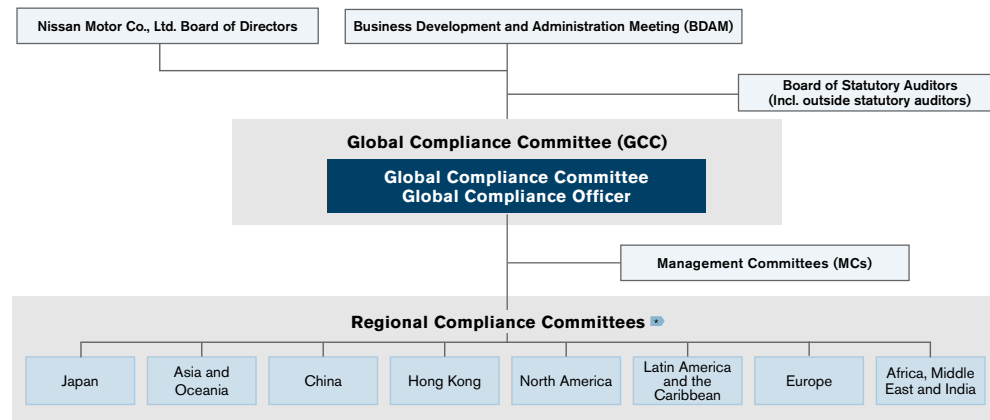 Nissan Motor Co., Ltd. Board of Directors
Business Development and Administration Meeting (BDAM)
Board of Statutory Auditors
(Incl. outside statutory auditors)
Global Compliance Committee (GCC)
Global Compliance Committee
Global Compliance Officer
Management Committees (MCs)
Regional Compliance Committees
Japan
Asia and
Oceania
China
Hong Kong
North America
Latin America
and the
Caribbean
Europe
Africa, Middle
East and India